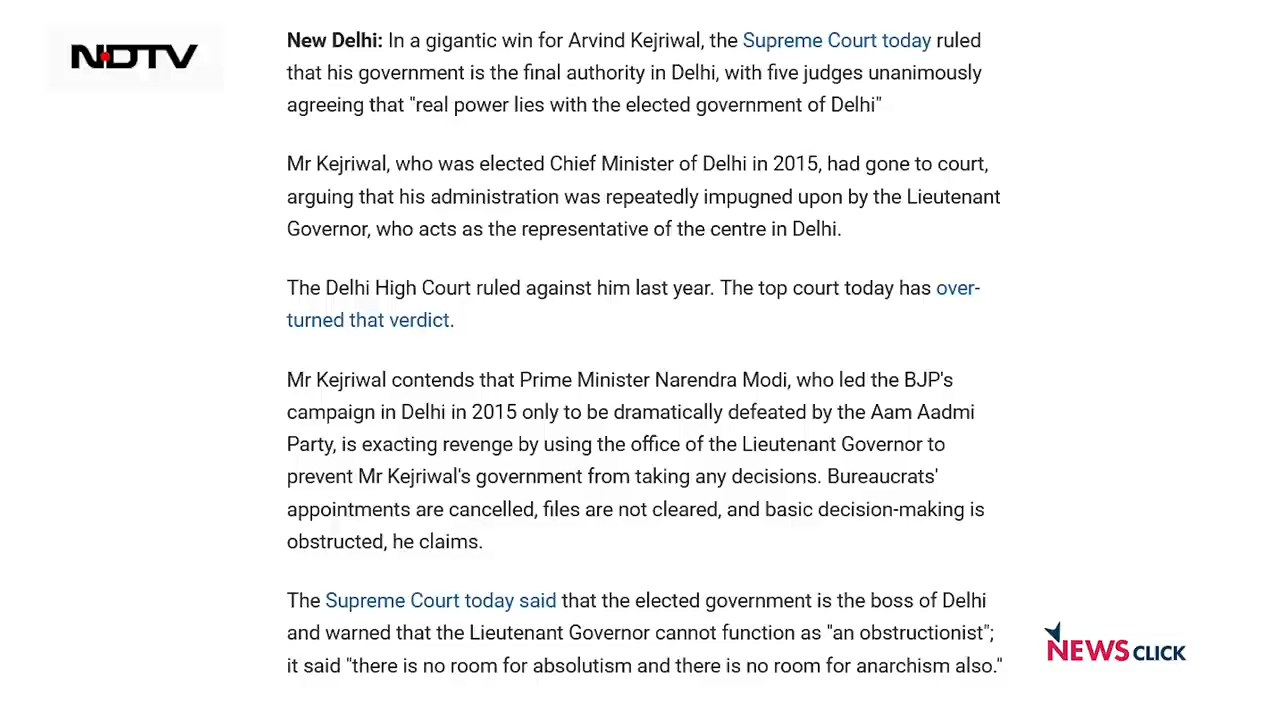 NDTV
New Delhi: In a gigantic win for Arvind Kejriwal, the Supreme Court today ruled
that his government is the final authority in Delhi, with five judges unanimously
agreeing that "real power lies with the elected government of Delhi"
Mr Kejriwal, who was elected Chief Minister of Delhi in 2015, had gone to court,
arguing that his administration was repeatedly impugned upon by the Lieutenant
Governor, who acts as the representative of the centre in Delhi.
The Delhi High Court ruled against him last year. The top court today has over-
turned that verdict.
Mr Kejriwal contends that Prime Minister Narendra Modi, who led the BJP's
campaign in Delhi in 2015 only to be dramatically defeated by the Aam Aadmi
Party, is exacting revenge by using the office of the Lieutenant Governor to
prevent Mr Kejriwal's government from taking any decisions. Bureaucrats'
appointments are cancelled, files are not cleared, and basic decision-making is
obstructed, he claims.
The Supreme Court today said that the elected government is the boss of Delhi
and warned that the Lieutenant Governor cannot function as "an obstructionist";
it said "there is no room for absolutism and there is no room for anarchism also."
NEWS CLICK